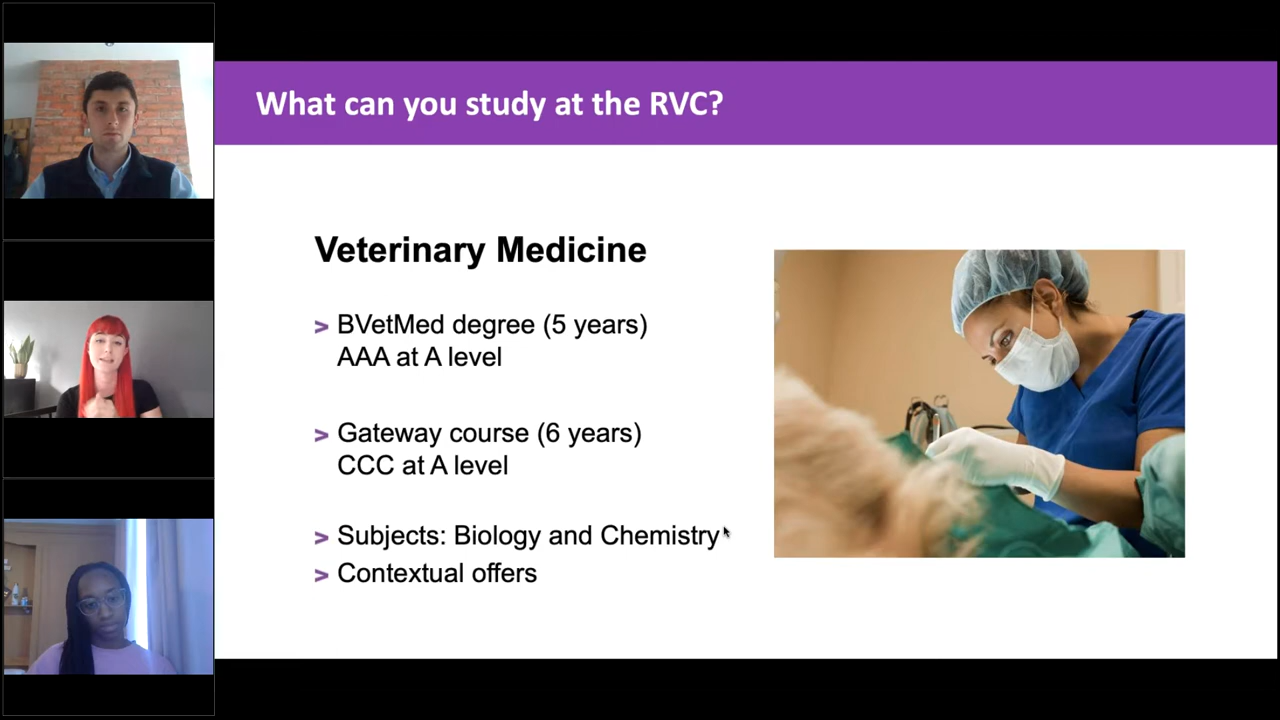 What can you study at the RVC?
Veterinary Medicine
> BVetMed degree (5 years)
AAA at A level
> Gateway course (6 years)
CCC at A level
> Subjects: Biology and Chemistry
> Contextual offers